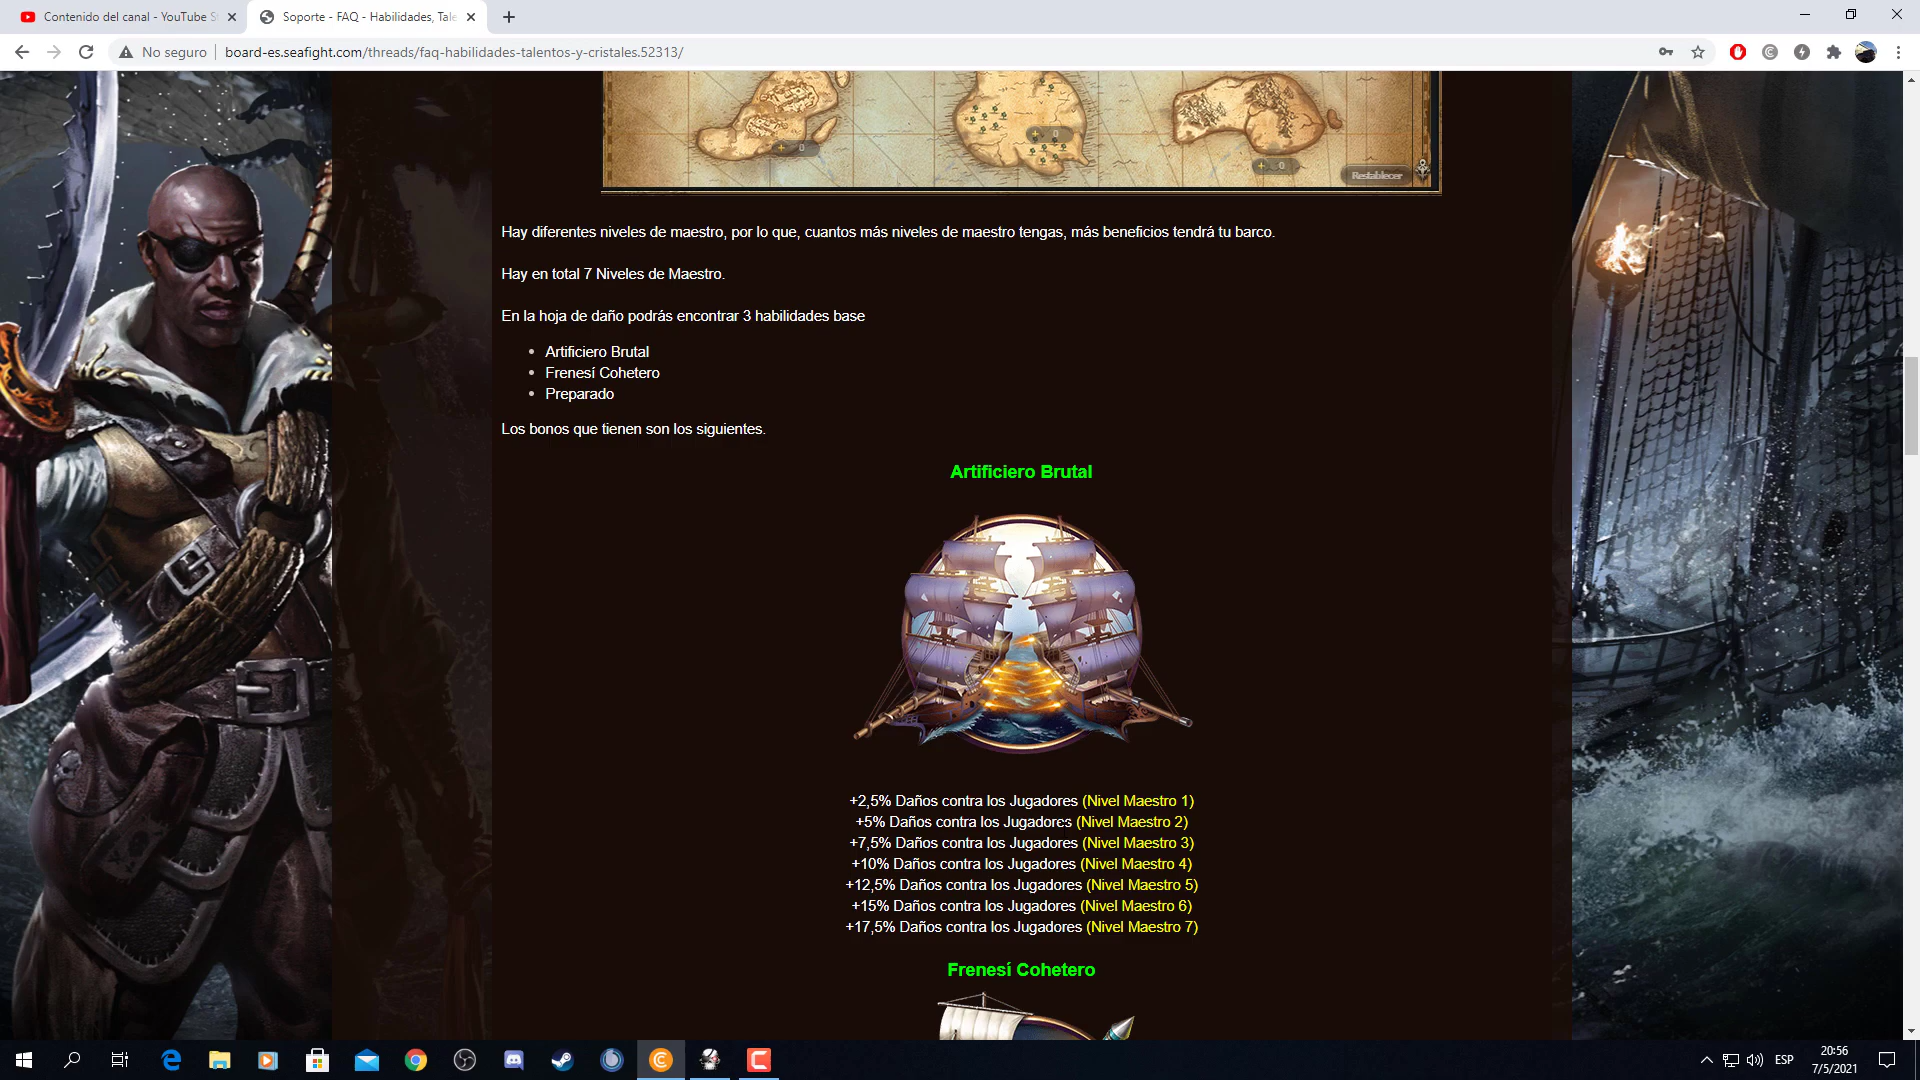 Contenido del canal - YouTube S
Soporte - FAQ - Habilidades, Tale
No seguro
board-es.seafight.com/threads/faq-habilidades-talentos-y-cristales.52313/
+ 0
+ 0
+ 0
Restablecer
Hay diferentes niveles de maestro, por lo que, cuantos más niveles de maestro tengas, más beneficios tendrá tu barco.
Hay en total 7 Niveles de Maestro.
En la hoja de daño podrás encontrar 3 habilidades base
• Artificiero Brutal
• Frenesí Cohetero
• Preparado
Los bonos que tienen son los siguientes.
Artificiero Brutal
+2,5% Daños contra los Jugadores (Nivel Maestro 1)
+5% Daños contra los Jugadores (Nivel Maestro 2)
+7,5% Daños contra los Jugadores (Nivel Maestro 3)
+10% Daños contra los Jugadores (Nivel Maestro 4)
+12,5% Daños contra los Jugadores (Nivel Maestro 5)
+15% Daños contra los Jugadores (Nivel Maestro 6)
+17,5% Daños contra los Jugadores (Nivel Maestro 7)
Frenesí Cohetero
ESP
20:56
7/5/2021